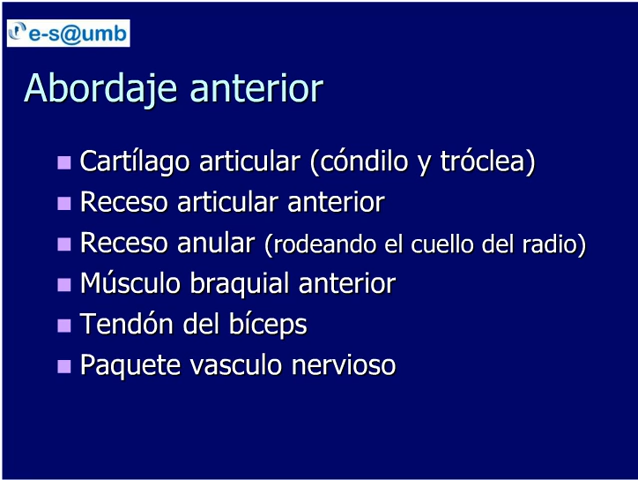 e-s@umb
Abordaje anterior
Cartílago articular (cóndilo y tróclea)
Receso articular anterior
Receso anular (rodeando el cuello del radio)
Músculo braquial anterior
Tendón del bíceps
Paquete vasculo nervioso